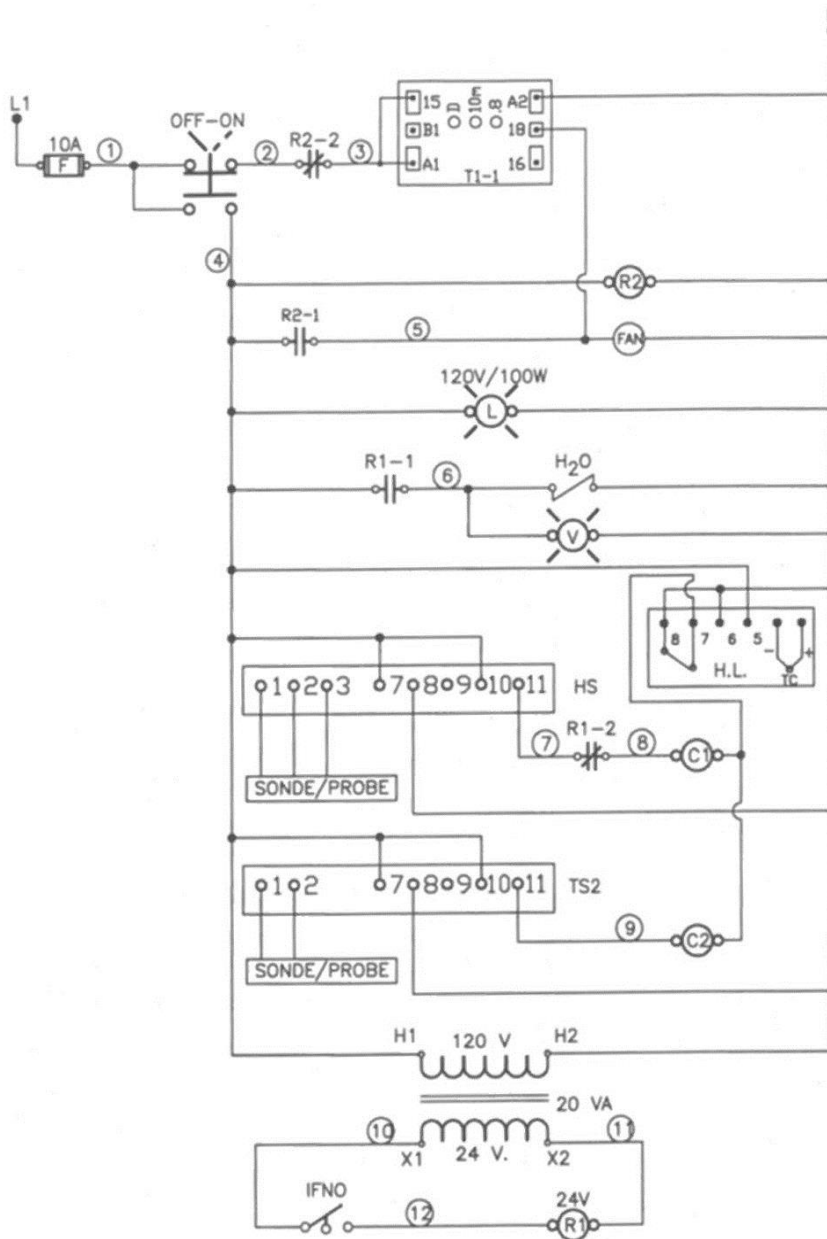 L1
10A
F
1
OFF-ON
2
R2-2
3
15
D
10m
.8
A2
B1
18
A1
16
T1-1
4
R2
R2-1
5
FAN
120V/100W
L
R1-1
6
H2O
V
8
7
6
5
-
+
H.L.
TC
1 2 3 7 8 9 10 11
HS
R1-2
7
8
C1
SONDE/PROBE
1 2 7 8 9 10 11
TS2
9
C2
SONDE/PROBE
H1
120 V
H2
20 VA
10
11
X1
24 V.
X2
IFNO
12
24V
R1